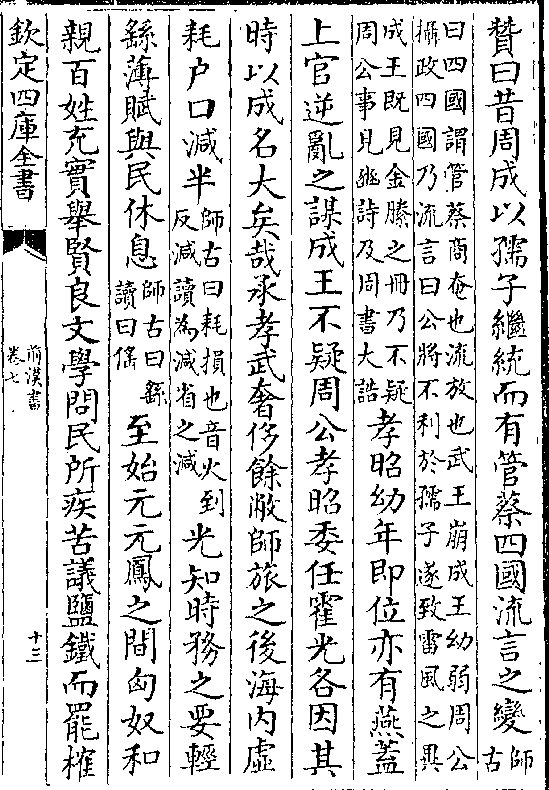 贊曰昔周成以孺子繼統而有管蔡四國流言之變師古
曰四國謂管蔡商奄也流放也武王崩成王幼弱周公
攝政四國乃流言曰公將不利於孺子遂致雷風之異
成王既見金縢之冊乃不疑
周公事見豳詩及周書大誥
孝昭幼年即位亦有燕蓋
上官逆亂之謀成王不疑周公孝昭委任霍光各因其
時以成名大矣哉承孝武奢侈餘敝師旅之後海内虛
耗户口減半
師古曰耗損也音火到
反減讀為減省之減
光知時務之要輕
繇薄賦與民休息
師古曰繇
讀曰傜
至始元元鳳之間匈奴和
親百姓充實舉賢良文學問民所疾苦議鹽鐵而罷榷
欽定四庫全書
前漢書
卷七
十三